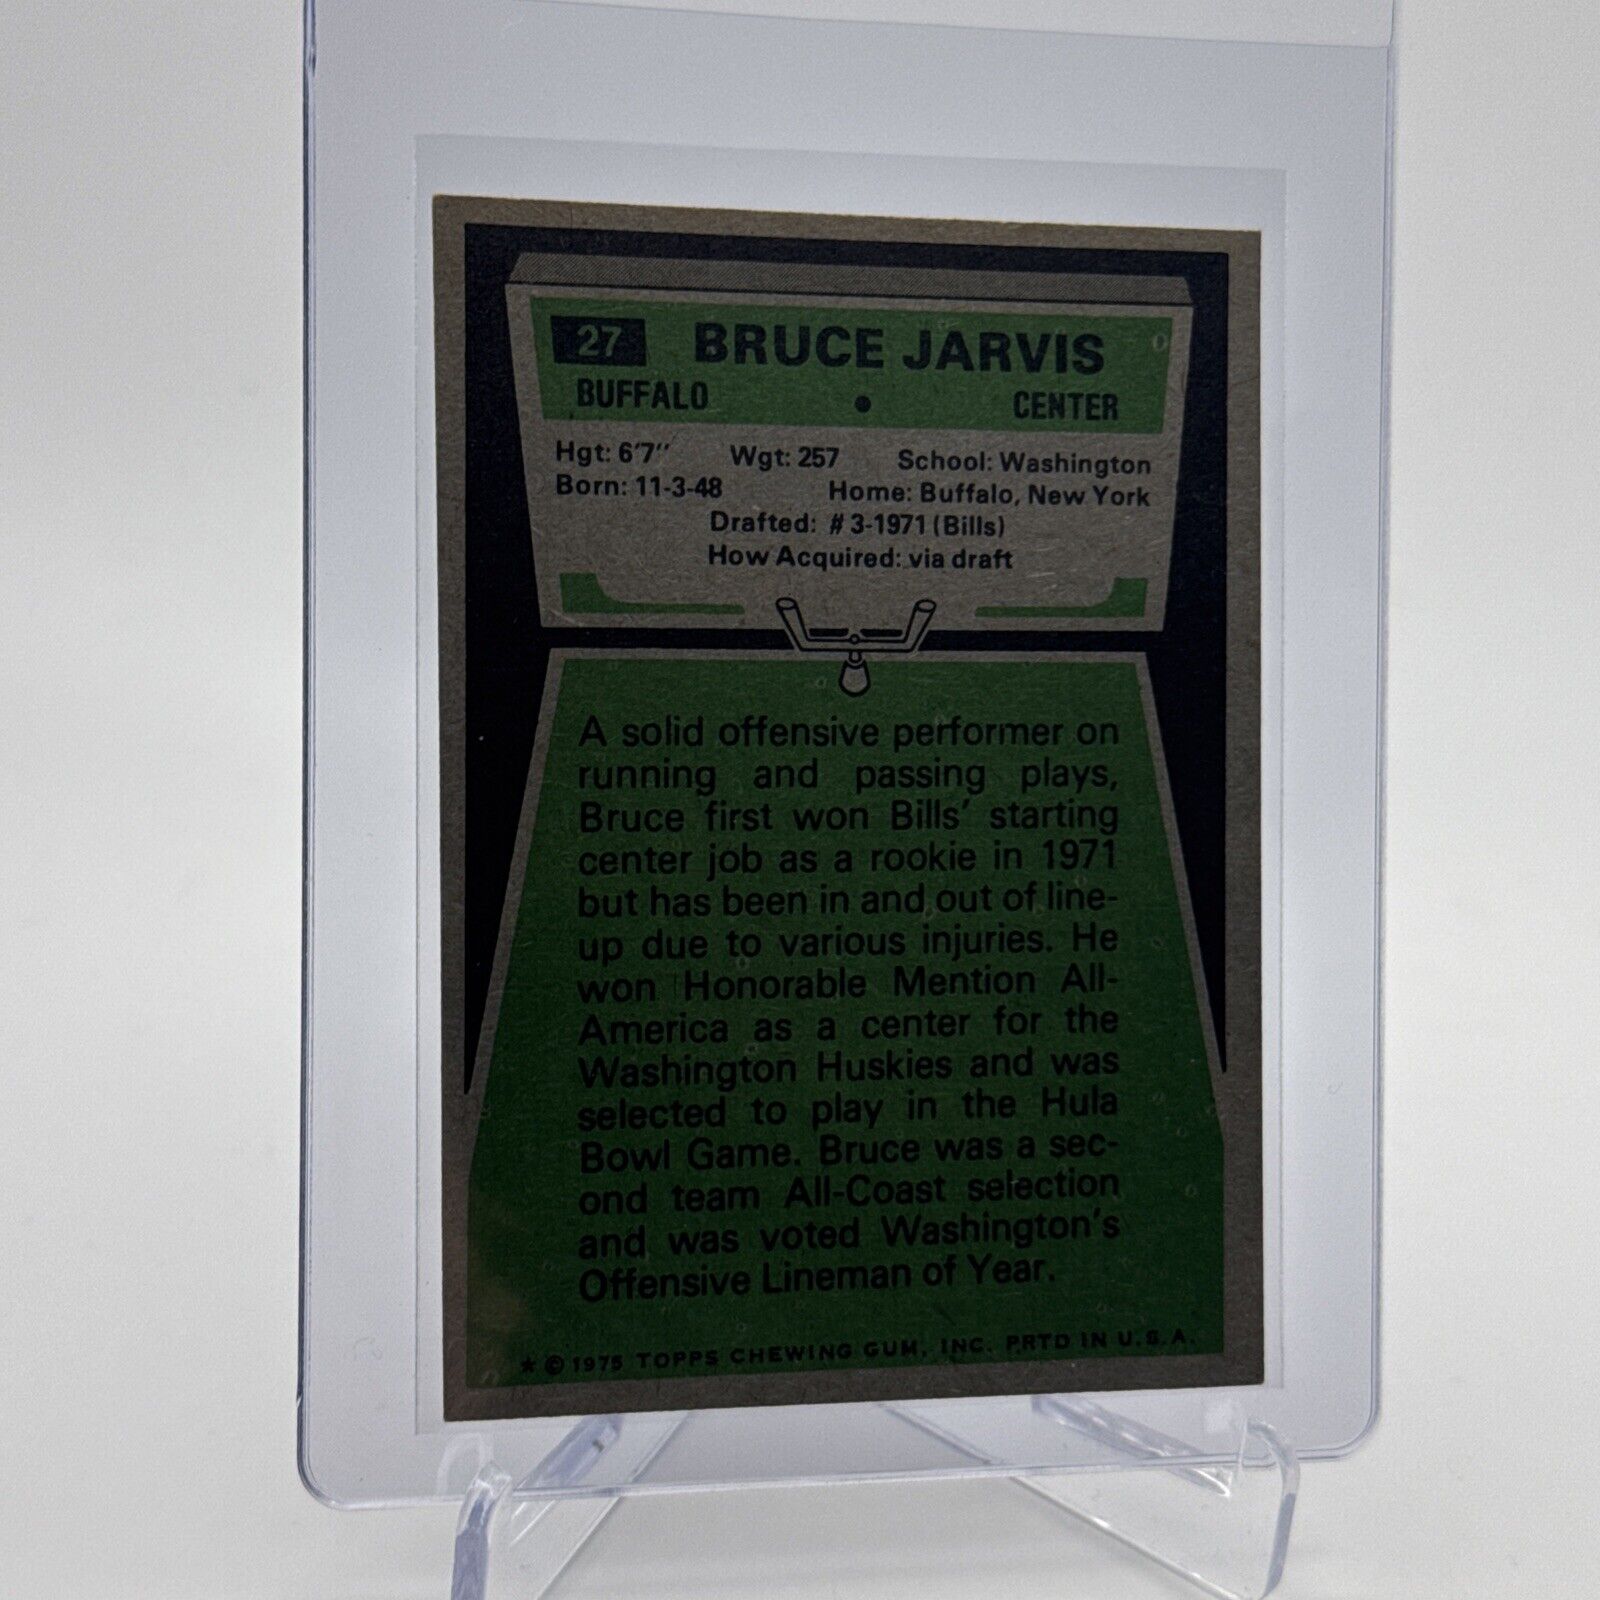 27 BRUCE JARVIS
BUFFALO • CENTER
Hgt: 6'7" Wgt: 257 School: Washington
Born: 11-3-48 Home: Buffalo, New York
Drafted: #3-1971 (Bills)
How Acquired: via draft
A solid offensive performer on
running and passing plays,
Bruce first won Bills' starting
center job as a rookie in 1971
but has been in and out of line-
up due to various injuries. He
won Honorable Mention All-
America as a center for the
Washington Huskies and was
selected to play in the Hula
Bowl Game. Bruce was a sec-
ond team All-Coast selection
and was voted Washington's
Offensive Lineman of Year.
★ © 1975 TOPPS CHEWING GUM, INC. PRTD IN U.S.A.